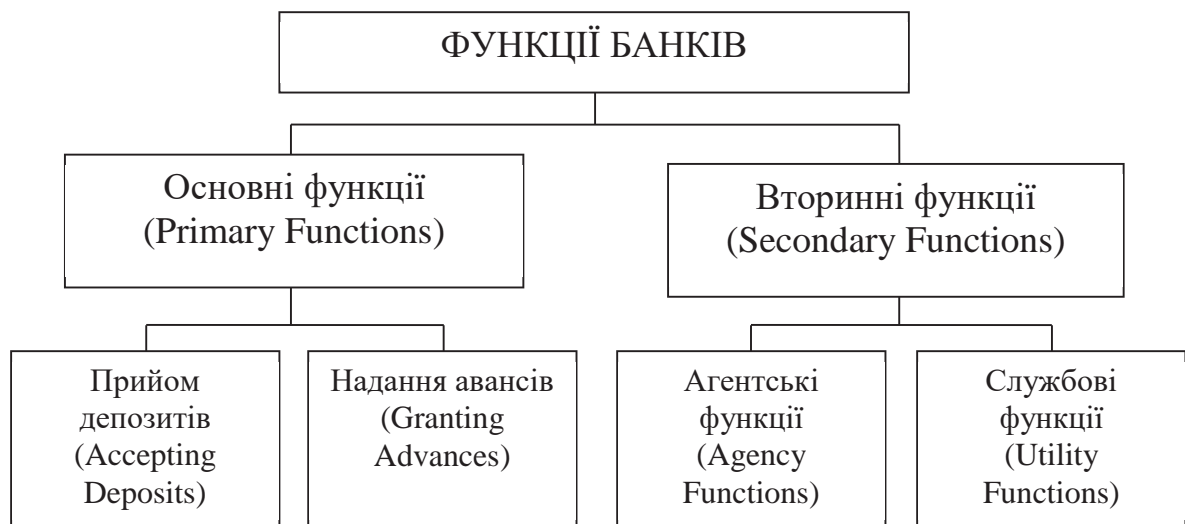 ФУНКЦІЇ БАНКІВ
Основні функції
(Primary Functions)
Вторинні функції
(Secondary Functions)
Прийом
депозитів
(Accepting
Deposits)
Надання авансів
(Granting
Advances)
Агентські
функції
(Agency
Functions)
Службові
функції
(Utility
Functions)